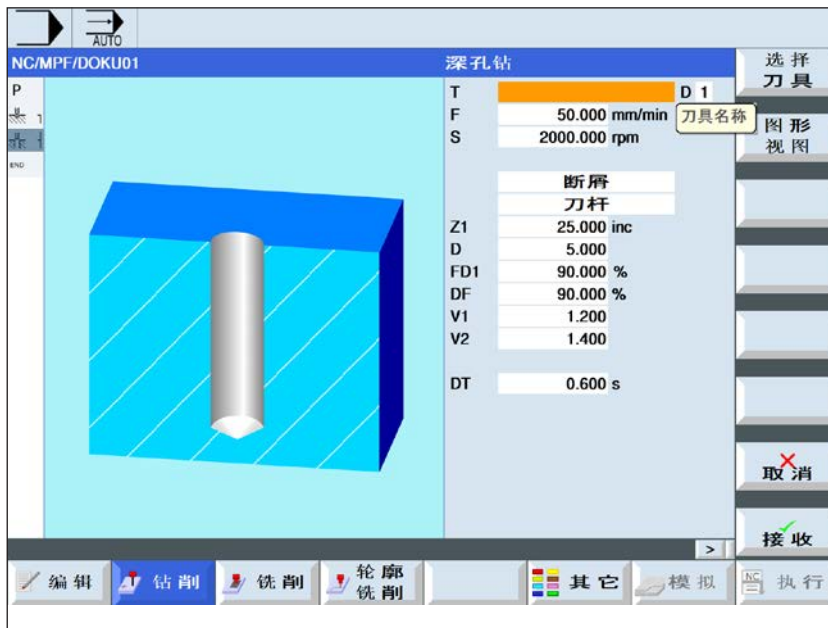 AUTO
NC/MPF/DOKU01
深孔钻
P
1
1
END
T D 1
F 50.000 mm/min
刀具名称
S 2000.000 rpm
断屑
刀杆
Z1 25.000 inc
D 5.000
FD1 90.000 %
DF 90.000 %
V1 1.200
V2 1.400
DT 0.600 s
选择
刀具
图形
视图
取消
接收
>
编辑
钻削
铣削
轮廓
铣削
其它
模拟
NC
执行